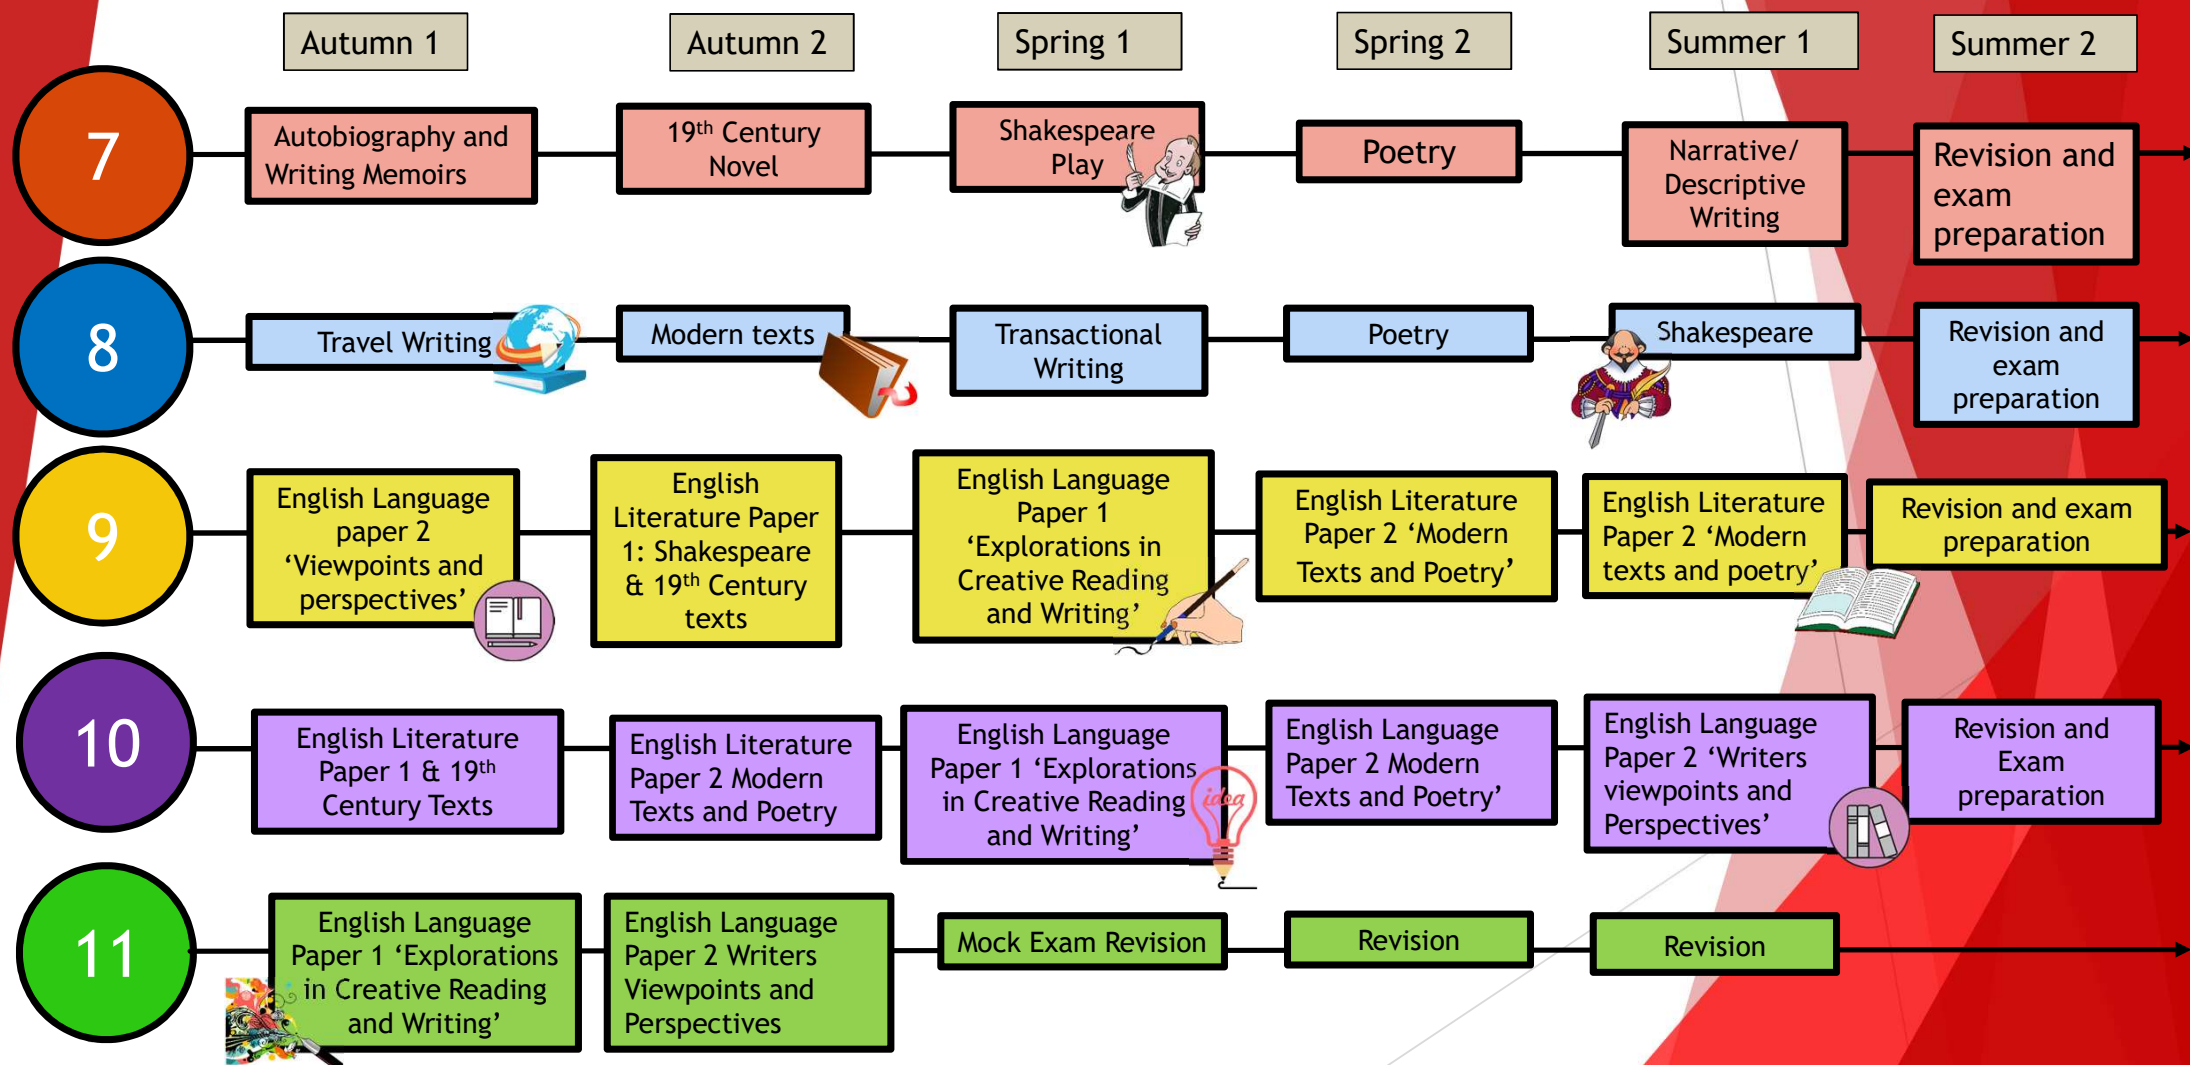 Autumn 1
Autumn 2
Spring 1
Spring 2
Summer 1
Summer 2
7
Autobiography and
Writing Memoirs
19th Century
Novel
Shakespeare
Play
Poetry
Narrative/
Descriptive
Writing
Revision and
exam
preparation
8
Travel Writing
Modern texts
Transactional
Writing
Poetry
Shakespeare
Revision and
exam
preparation
9
English Language
paper 2
‘Viewpoints and
perspectives’
English
Literature Paper
1: Shakespeare
& 19th Century
texts
English Language
Paper 1
‘Explorations in
Creative Reading
and Writing’
English Literature
Paper 2 ‘Modern
Texts and Poetry’
English Literature
Paper 2 ‘Modern
texts and poetry’
Revision and exam
preparation
10
English Literature
Paper 1 & 19th
Century Texts
English Literature
Paper 2 Modern
Texts and Poetry
English Language
Paper 1 ‘Explorations
in Creative Reading
and Writing’
idea
English Language
Paper 2 Modern
Texts and Poetry’
English Language
Paper 2 ‘Writers
viewpoints and
Perspectives’
Revision and
Exam
preparation
11
English Language
Paper 1 ‘Explorations
in Creative Reading
and Writing’
English Language
Paper 2 Writers
Viewpoints and
Perspectives
Mock Exam Revision
Revision
Revision